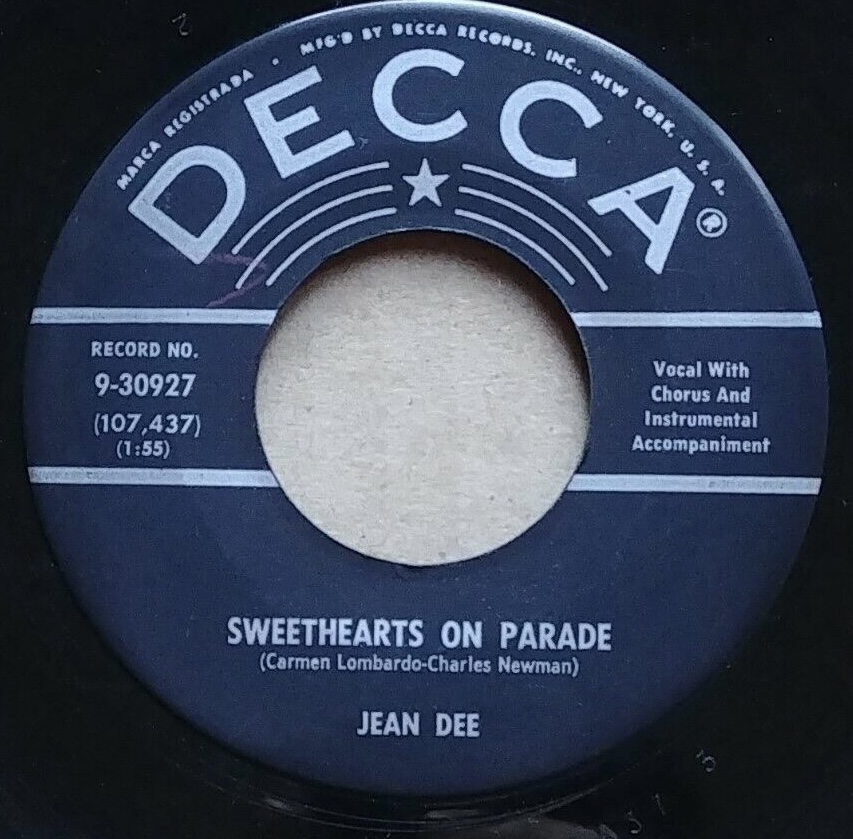 MARCA REGISTRADA • MFG'D BY DECCA RECORDS, INC., NEW YORK, U. S. A.
DECCA®
RECORD NO.
9-30927
(107,437)
(1:55)
Vocal With
Chorus And
Instrumental
Accompaniment
SWEETHEARTS ON PARADE
(Carmen Lombardo-Charles Newman)
JEAN DEE